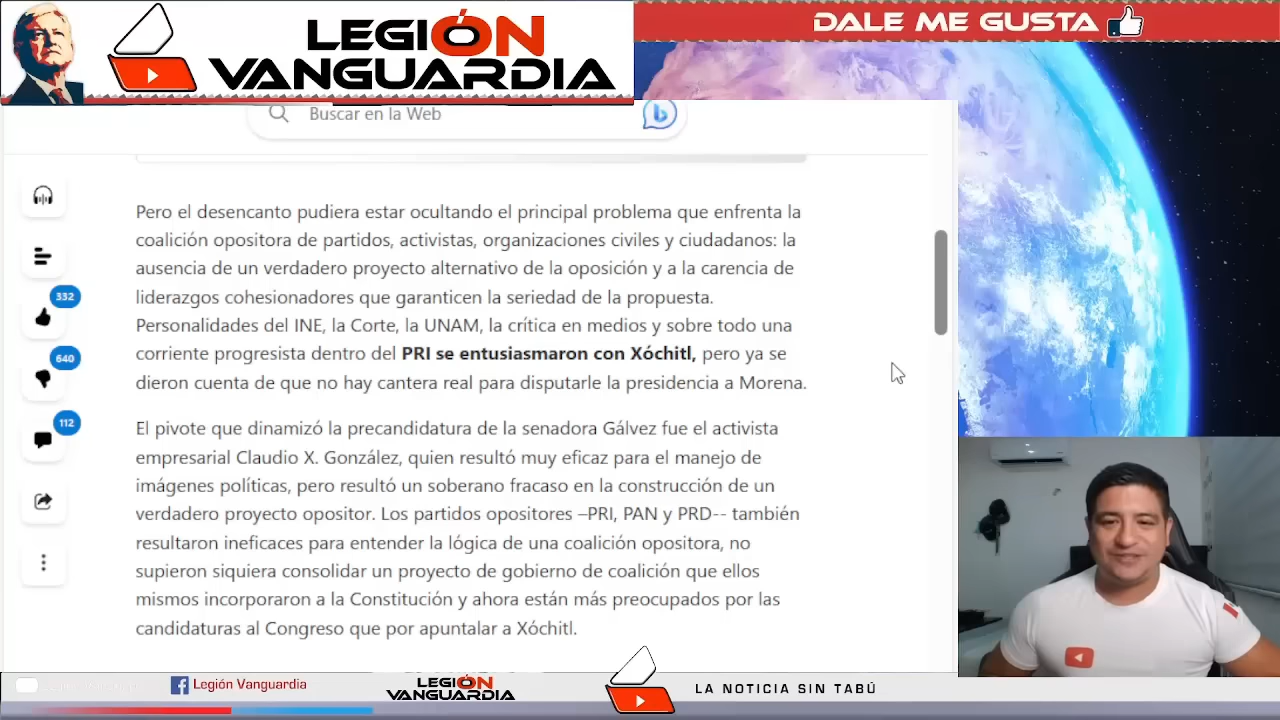 LEGIÓN
VANGUARDIA
DALE ME GUSTA
Buscar en la Web
Pero el desencanto pudiera estar ocultando el principal problema que enfrenta la
coalición opositora de partidos, activistas, organizaciones civiles y ciudadanos: la
ausencia de un verdadero proyecto alternativo de la oposición y a la carencia de
liderazgos cohesionadores que garanticen la seriedad de la propuesta.
Personalidades del INE, la Corte, la UNAM, la crítica en medios y sobre todo una
corriente progresista dentro del PRI se entusiasmaron con Xóchitl, pero ya se
dieron cuenta de que no hay cantera real para disputarle la presidencia a Morena.
332
640
112
El pivote que dinamizó la precandidatura de la senadora Gálvez fue el activista
empresarial Claudio X. González, quien resultó muy eficaz para el manejo de
imágenes políticas, pero resultó un soberano fracaso en la construcción de un
verdadero proyecto opositor. Los partidos opositores –PRI, PAN y PRD-- también
resultaron ineficaces para entender la lógica de una coalición opositora, no
supieron siquiera consolidar un proyecto de gobierno de coalición que ellos
mismos incorporaron a la Constitución y ahora están más preocupados por las
candidaturas al Congreso que por apuntalar a Xóchitl.
Legión Vanguardia
LEGIÓN
VANGUARDIA
LA NOTICIA SIN TABÚ